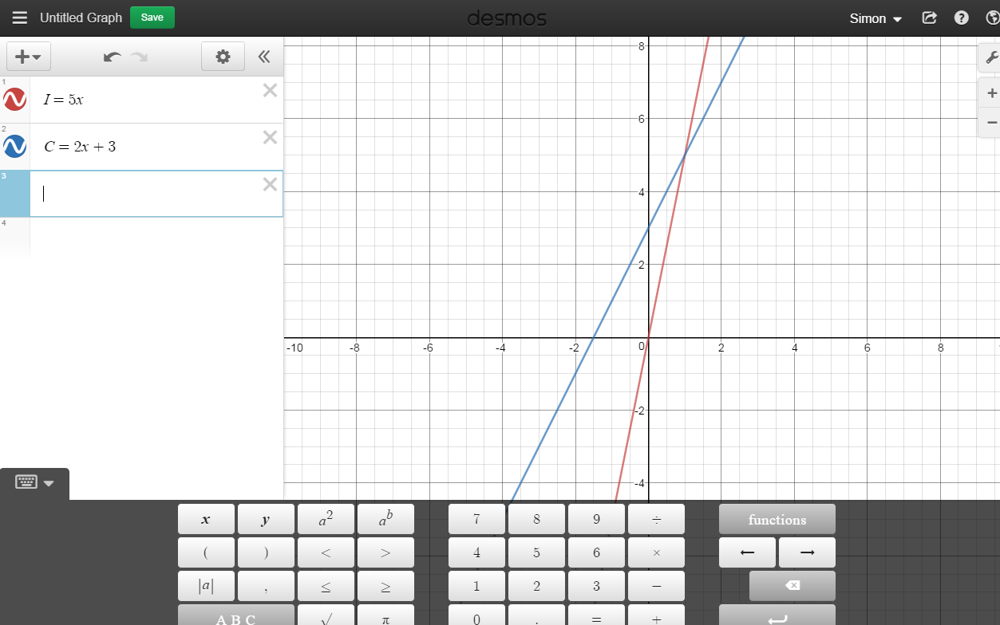 Untitled Graph Save desmos Simon
1
I = 5x
2
C = 2x + 3
3
4
8
6
4
2
-10 -8 -6 -4 -2 0 2 4 6 8
-2
-4
x y a² aᵇ 7 8 9 ÷ functions
( ) < > 4 5 6 × ← →
|a| , ≤ ≥ 1 2 3 −
A B C √ π 0 . = +